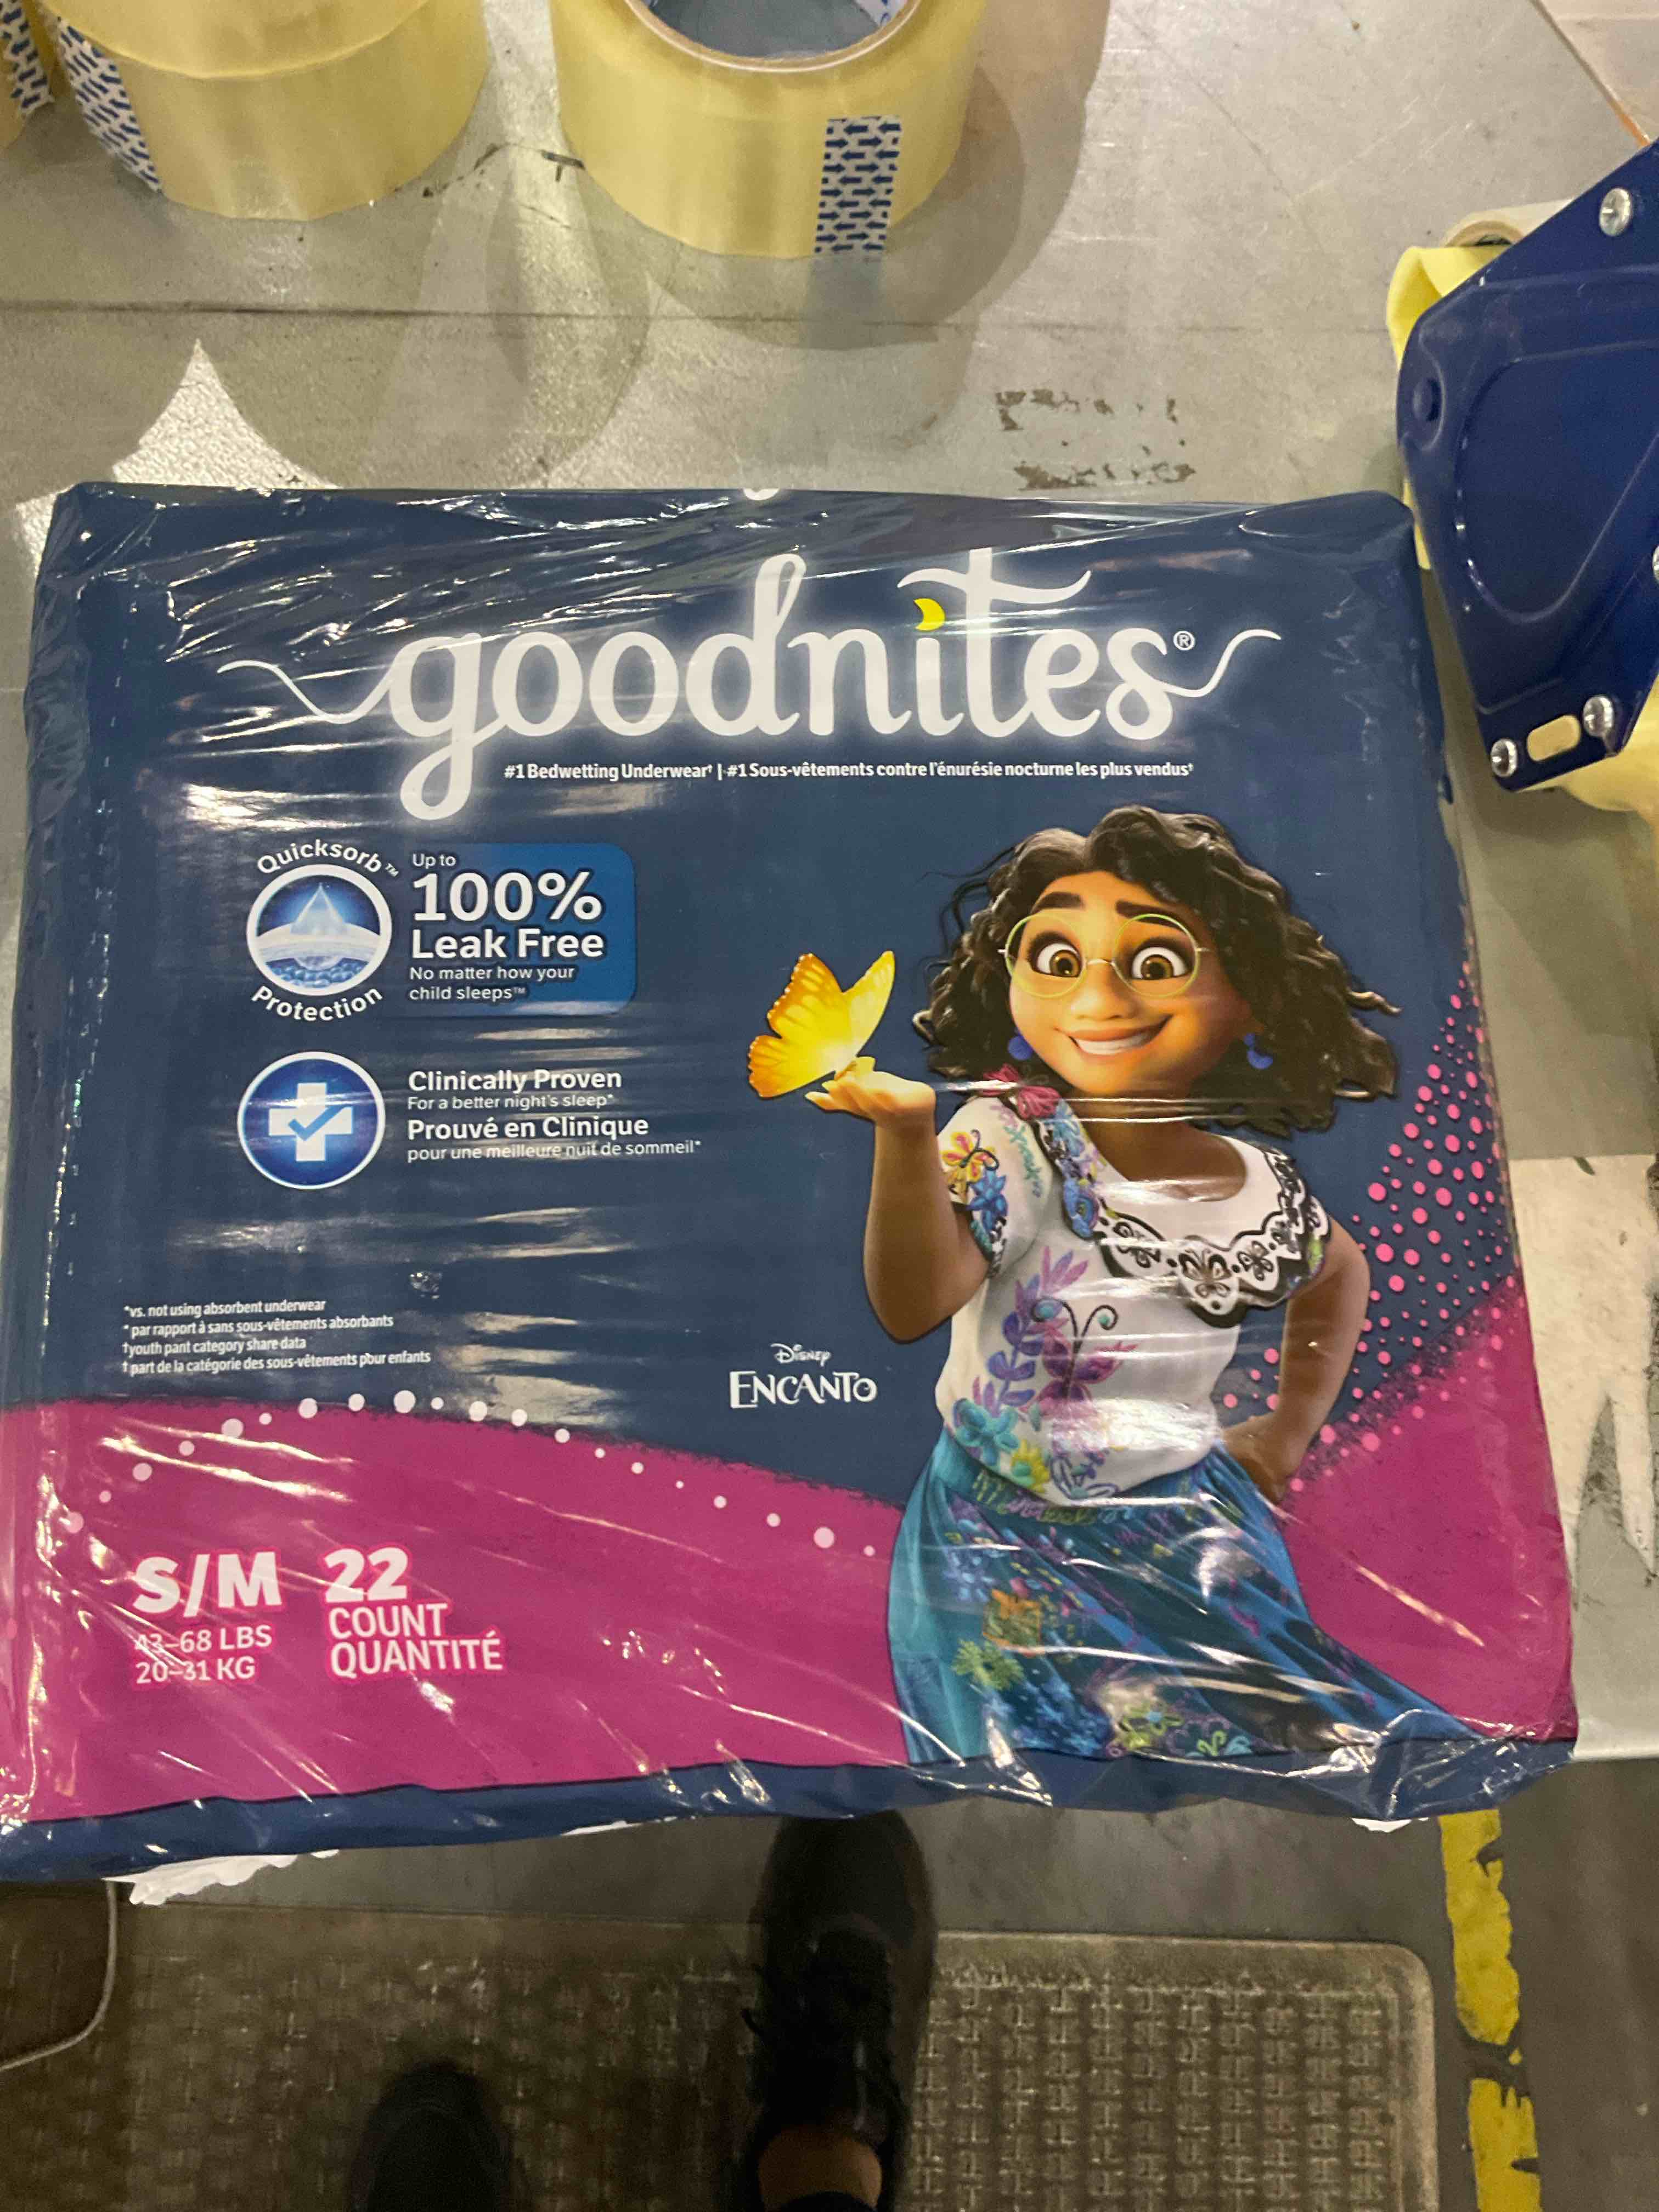 goodnites®
#1 Bedwetting Underwear† | #1 Sous-vêtements contre l'énurésie nocturne les plus vendus†
Quicksorb™
Protection
Up to
100%
Leak Free
No matter how your
child sleeps™
Clinically Proven
For a better night's sleep*
Prouvé en Clinique
pour une meilleure nuit de sommeil*
*vs. not using absorbent underwear
*par rapport à sans sous-vêtements absorbants
†youth pant category share data
†part de la catégorie des sous-vêtements pour enfants
Disney
ENCANTO
S/M
43–68 LBS
20–31 KG
22
COUNT
QUANTITÉ